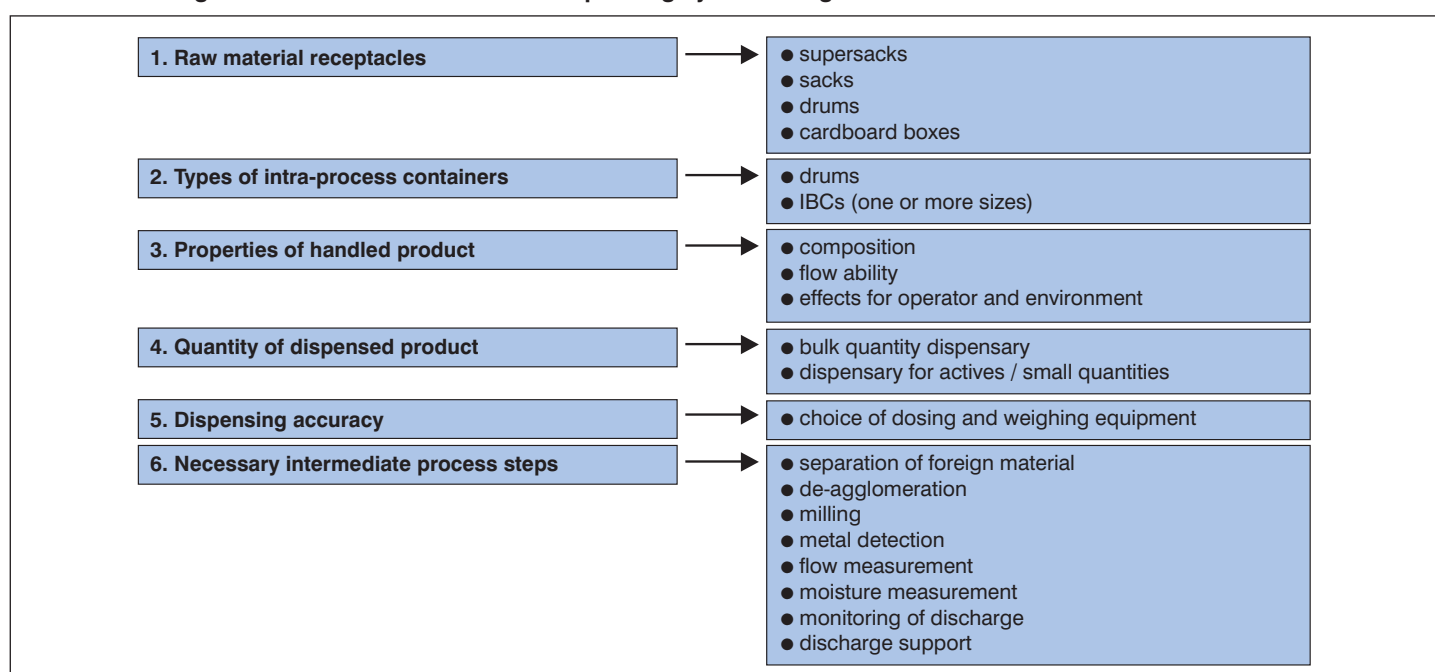 1. Raw material receptacles
● supersacks
● sacks
● drums
● cardboard boxes
2. Types of intra-process containers
● drums
● IBCs (one or more sizes)
3. Properties of handled product
● composition
● flow ability
● effects for operator and environment
4. Quantity of dispensed product
● bulk quantity dispensary
● dispensary for actives / small quantities
5. Dispensing accuracy
● choice of dosing and weighing equipment
6. Necessary intermediate process steps
● separation of foreign material
● de-agglomeration
● milling
● metal detection
● flow measurement
● moisture measurement
● monitoring of discharge
● discharge support